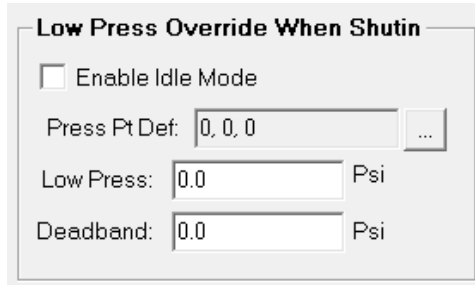 Low Press Override When Shutin
Enable Idle Mode
Press Pt Def: 0, 0, 0 ...
Low Press: 0.0 Psi
Deadband: 0.0 Psi